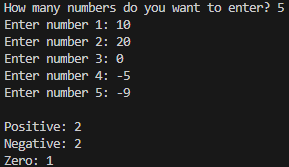 How many numbers do you want to enter? 5
Enter number 1: 10
Enter number 2: 20
Enter number 3: 0
Enter number 4: -5
Enter number 5: -9
Positive: 2
Negative: 2
Zero: 1